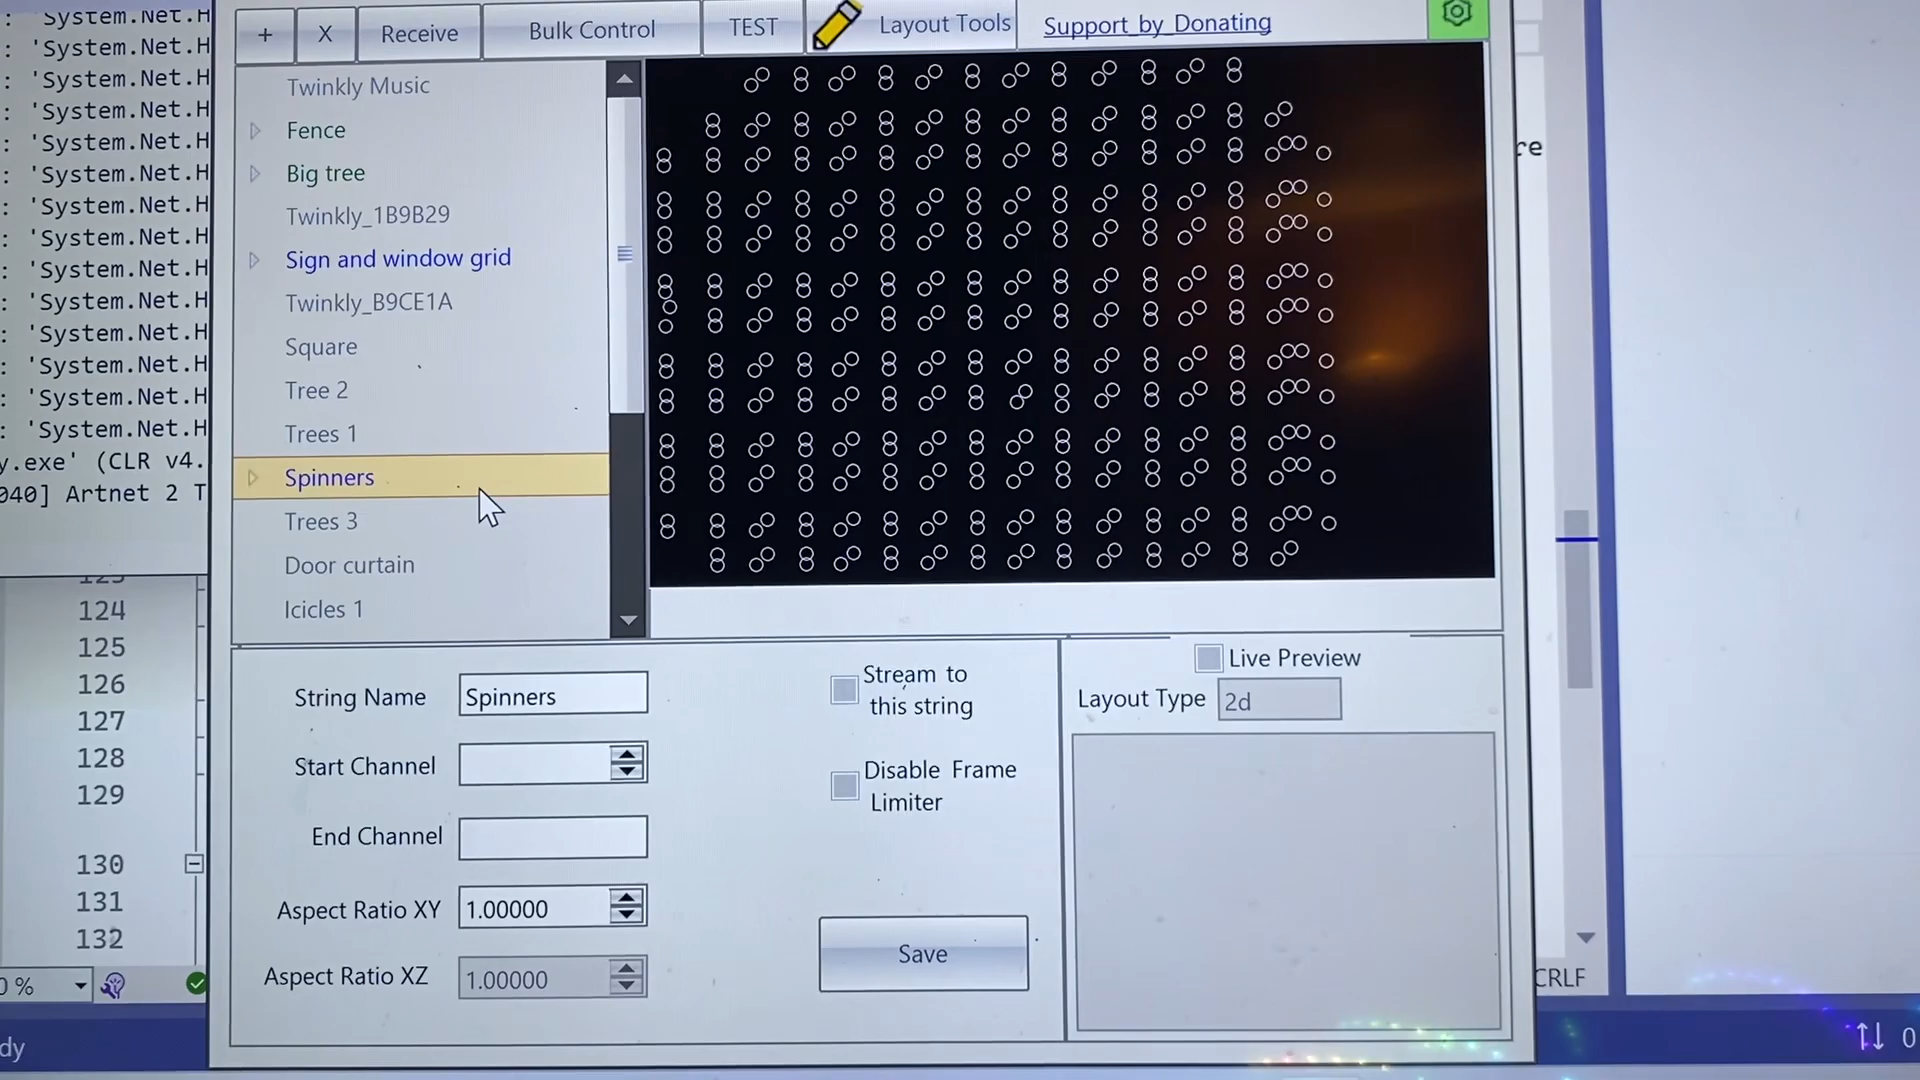 System.Net.H
: 'System.Net.H
: 'System.Net.H
: 'System.Net.H
: 'System.Net.H
: 'System.Net.H
: 'System.Net.H
: 'System.Net.H
: 'System.Net.H
: 'System.Net.H
: 'System.Net.H
: 'System.Net.H
: 'System.Net.H
: 'System.Net.H
y.exe' (CLR v4.
040] Artnet 2 T
123
124
125
126
127
128
129
130
131
132
0 %
dy
+ X Receive Bulk Control TEST Layout Tools Support_by_Donating
Twinkly Music
Fence
Big tree
Twinkly_1B9B29
Sign and window grid
Twinkly_B9CE1A
Square
Tree 2
Trees 1
Spinners
Trees 3
Door curtain
Icicles 1
String Name Spinners
Start Channel
End Channel
Aspect Ratio XY 1.00000
Aspect Ratio XZ 1.00000
Stream to
this string
Disable Frame
Limiter
Save
Live Preview
Layout Type 2d
re
CRLF
0